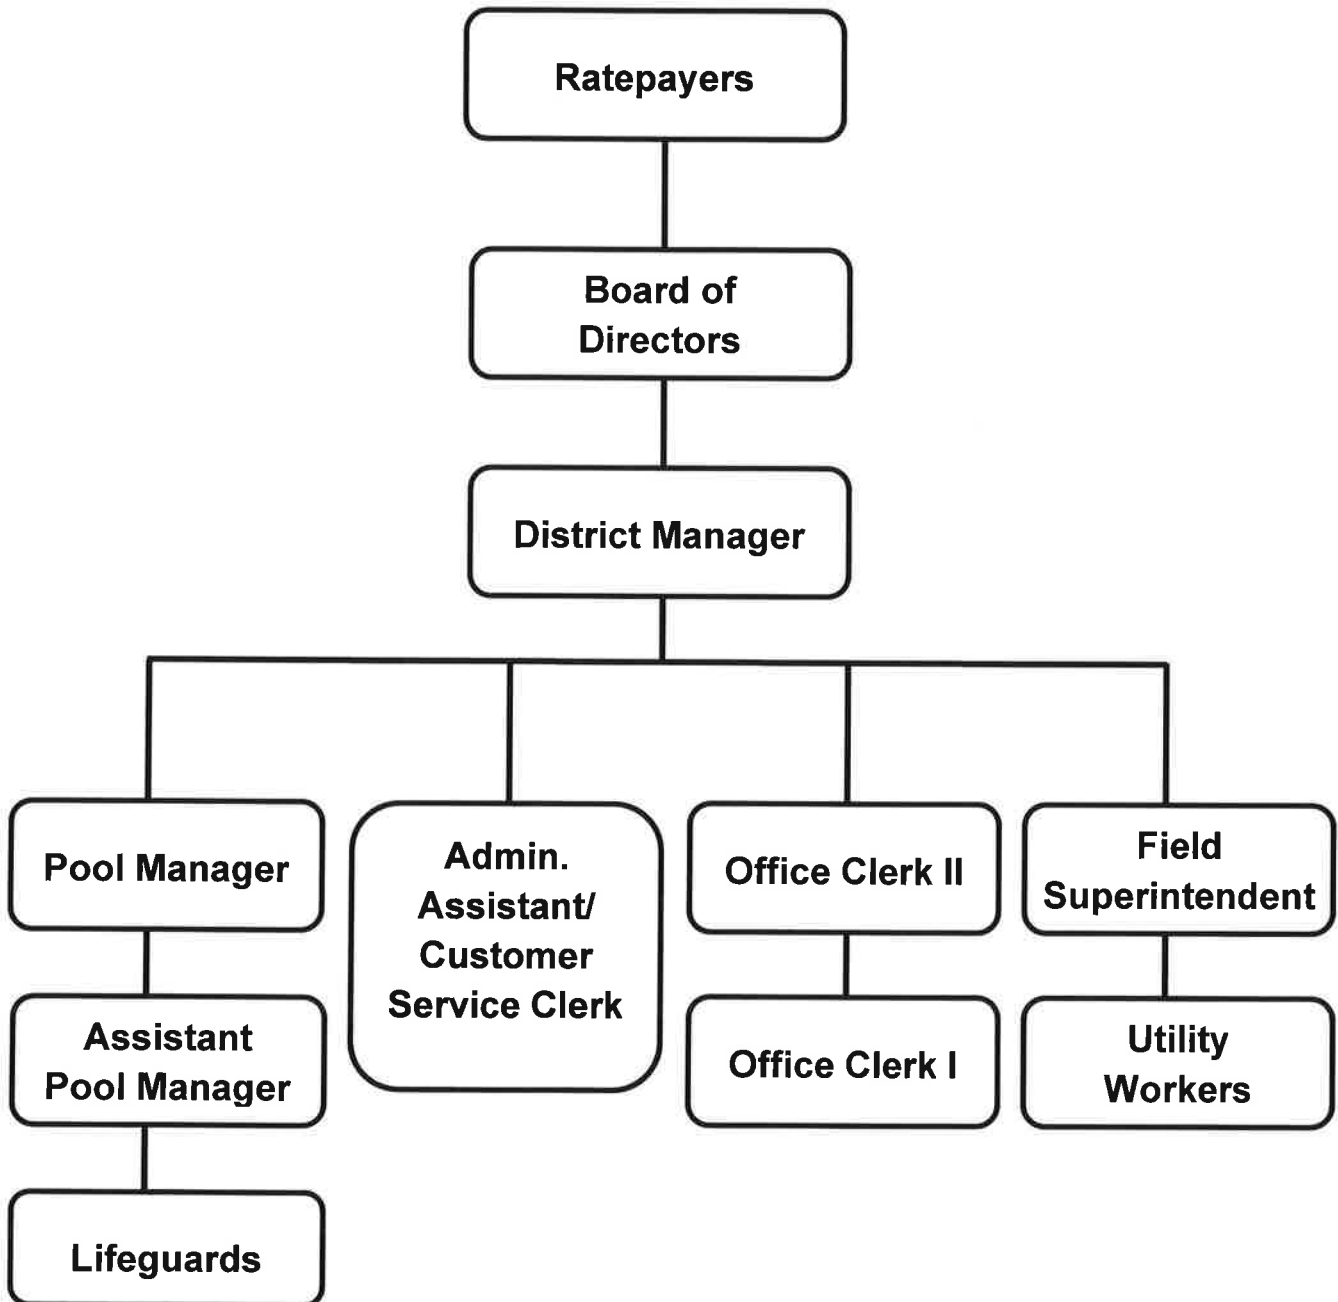 Ratepayers
Board of
Directors
District Manager
Pool Manager
Admin.
Assistant/
Customer
Service Clerk
Office Clerk II
Field
Superintendent
Assistant
Pool Manager
Office Clerk I
Utility
Workers
Lifeguards